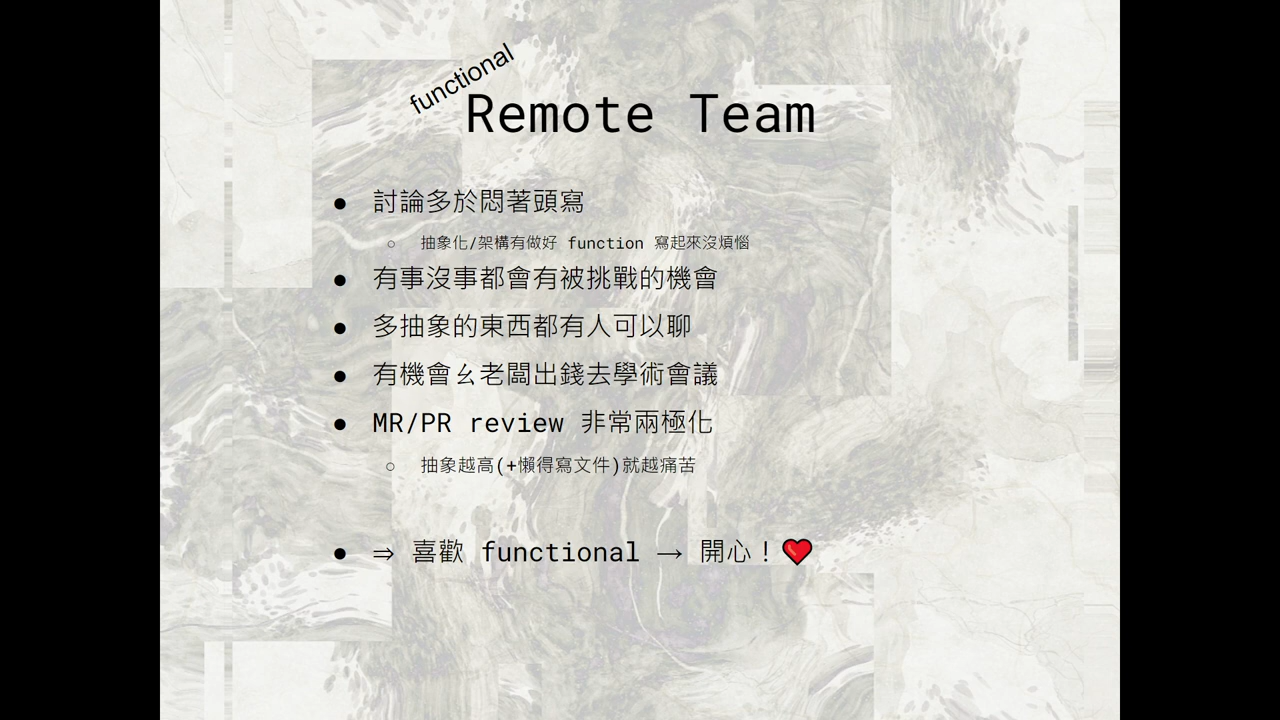 functional
Remote Team
● 討論多於悶著頭寫
○ 抽象化/架構有做好 function 寫起來沒煩惱
● 有事沒事都會有被挑戰的機會
● 多抽象的東西都有人可以聊
● 有機會ㄠ老闆出錢去學術會議
● MR/PR review 非常兩極化
○ 抽象越高(+懶得寫文件)就越痛苦
● ⇒ 喜歡 functional → 開心！❤️